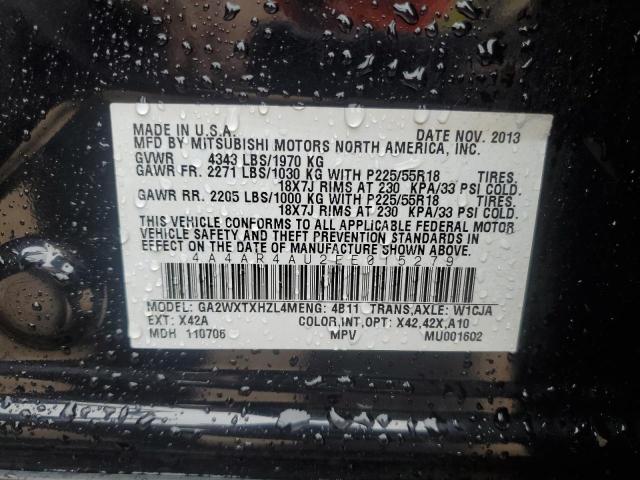 MADE IN U.S.A. DATE NOV. 2013
MFD BY MITSUBISHI MOTORS NORTH AMERICA, INC.
GVWR 4343 LBS/1970 KG
GAWR FR. 2271 LBS/1030 KG WITH P225/55R18 TIRES,
18X7J RIMS AT 230 KPA/33 PSI COLD.
GAWR RR. 2205 LBS/1000 KG WITH P225/55R18 TIRES,
18X7J RIMS AT 230 KPA/33 PSI COLD.
THIS VEHICLE CONFORMS TO ALL APPLICABLE FEDERAL MOTOR
VEHICLE SAFETY AND THEFT PREVENTION STANDARDS IN
EFFECT ON THE DATE OF MANUFACTURE SHOWN ABOVE.
4A4AR4AU2EE015279
MODEL: GA2WXTXHZL4M ENG: 4B11 TRANS,AXLE: W1CJA
EXT: X42A COLOR,INT,OPT: X42,42X,A10
MDH 110706 MPV MU001602